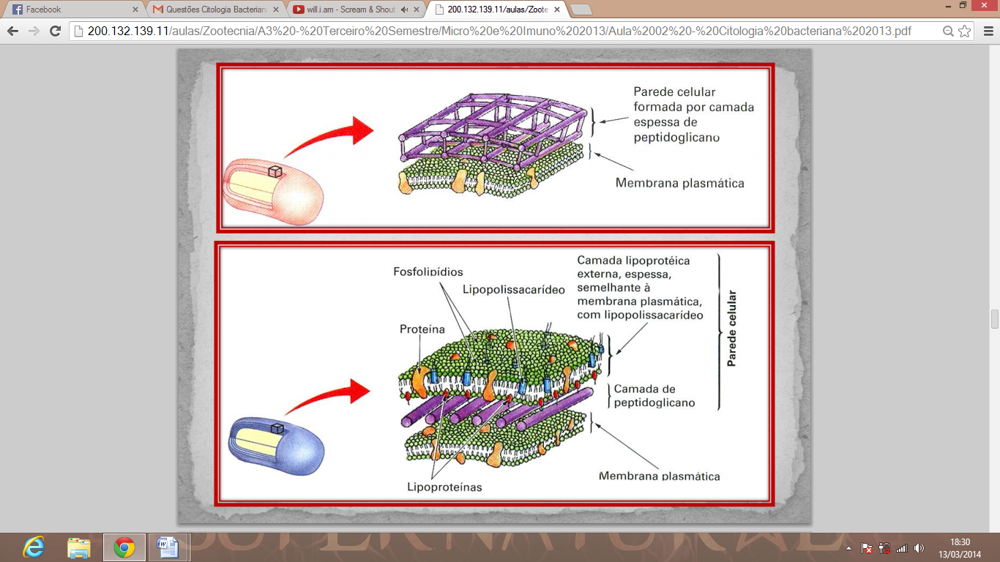 Facebook
Questões Citologia Bacterian
will.i.am - Scream & Shout
200.132.139.11/aulas/Zoote
200.132.139.11/aulas/Zootecnia/A3%20-%20Terceiro%20Semestre/Micro%20e%20Imuno%202013/Aula%2002%20-%20Citologia%20bacteriana%202013.pdf
Parede celular
formada por camada
espessa de
peptidoglicano
Membrana plasmática
Fosfolipídios
Lipopolissacarídeo
Proteína
Camada lipoprotéica
externa, espessa,
semelhante à
membrana plasmática,
com lipopolissacarídeo
Parede celular
Camada de
peptidoglicano
Membrana plasmática
Lipoproteínas
SUPERNATURAL
18:30
13/03/2014